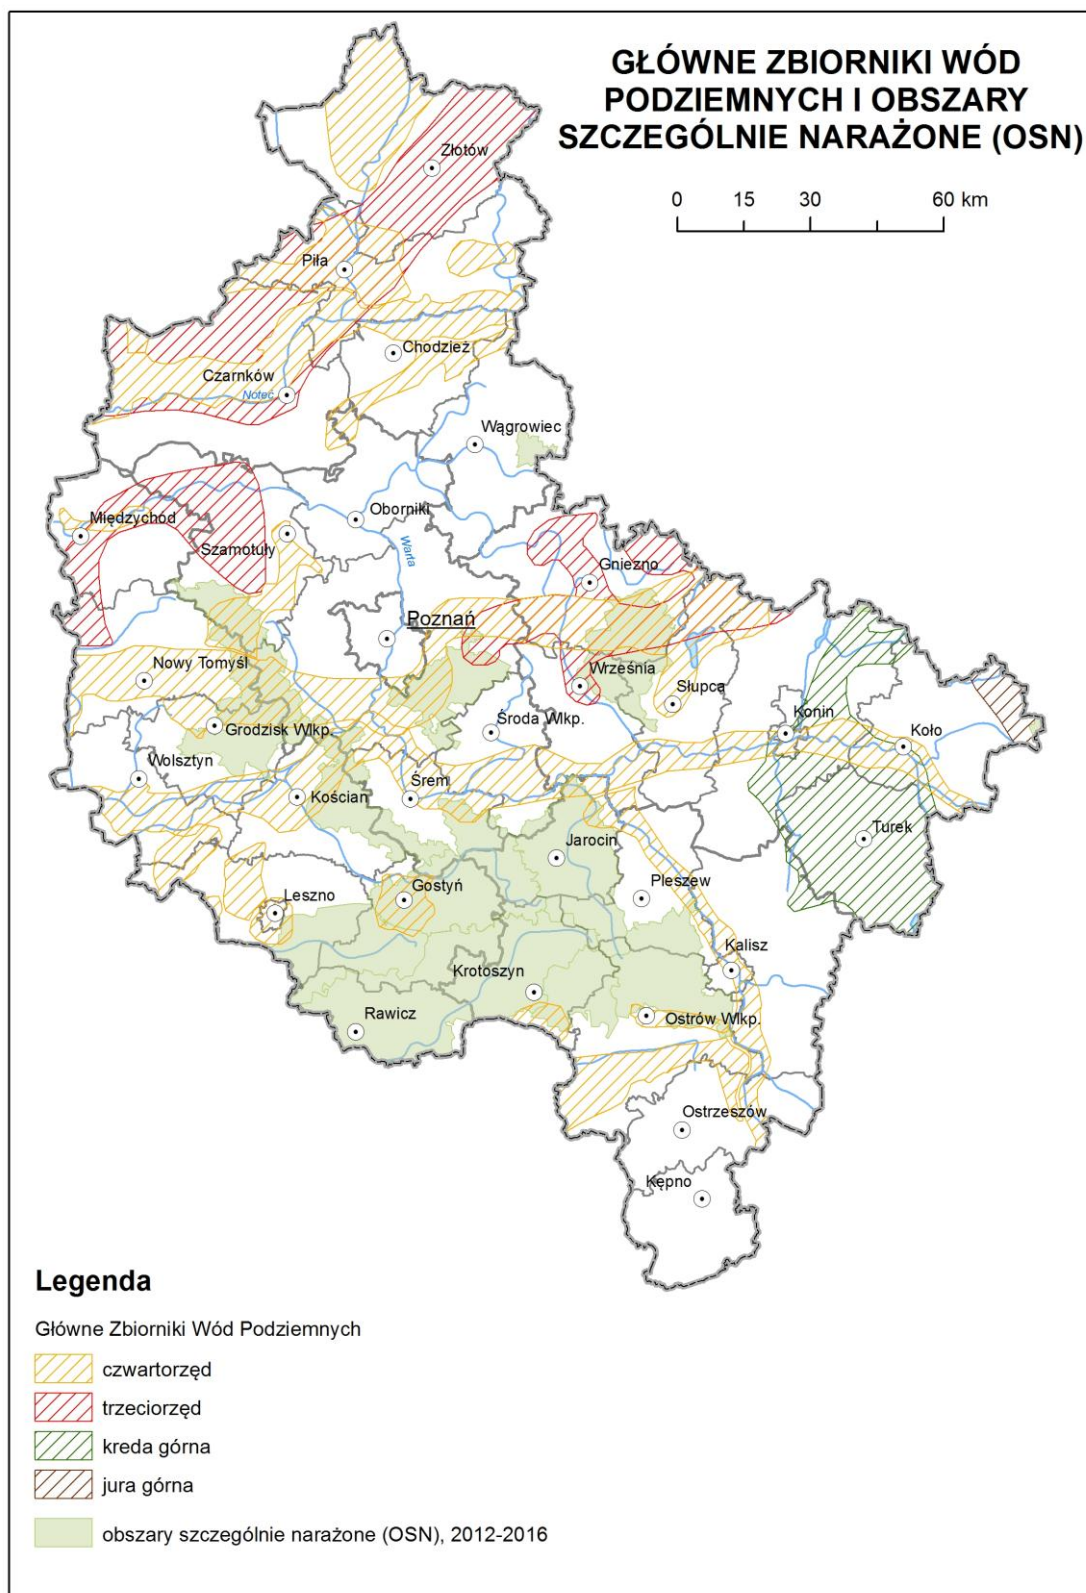 GŁÓWNE ZBIORNIKI WÓD
PODZIEMNYCH I OBSZARY
SZCZEGÓLNIE NARAŻONE (OSN)
0 15 30 60 km
Złotów
Piła
Chodzież
Czarnków
Noteć
Wągrowiec
Międzychód
Oborniki
Szamotuły
Warta
Gniezno
Poznań
Nowy Tomyśl
Września
Słupca
Grodzisk Wlkp.
Środa Wlkp.
Konin
Koło
Wolsztyn
Śrem
Kościan
Turek
Jarocin
Leszno
Gostyń
Pleszew
Kalisz
Krotoszyn
Rawicz
Ostrów Wlkp.
Ostrzeszów
Kępno
Legenda
Główne Zbiorniki Wód Podziemnych
czwartorzęd
trzeciorzęd
kreda górna
jura górna
obszary szczególnie narażone (OSN), 2012-2016